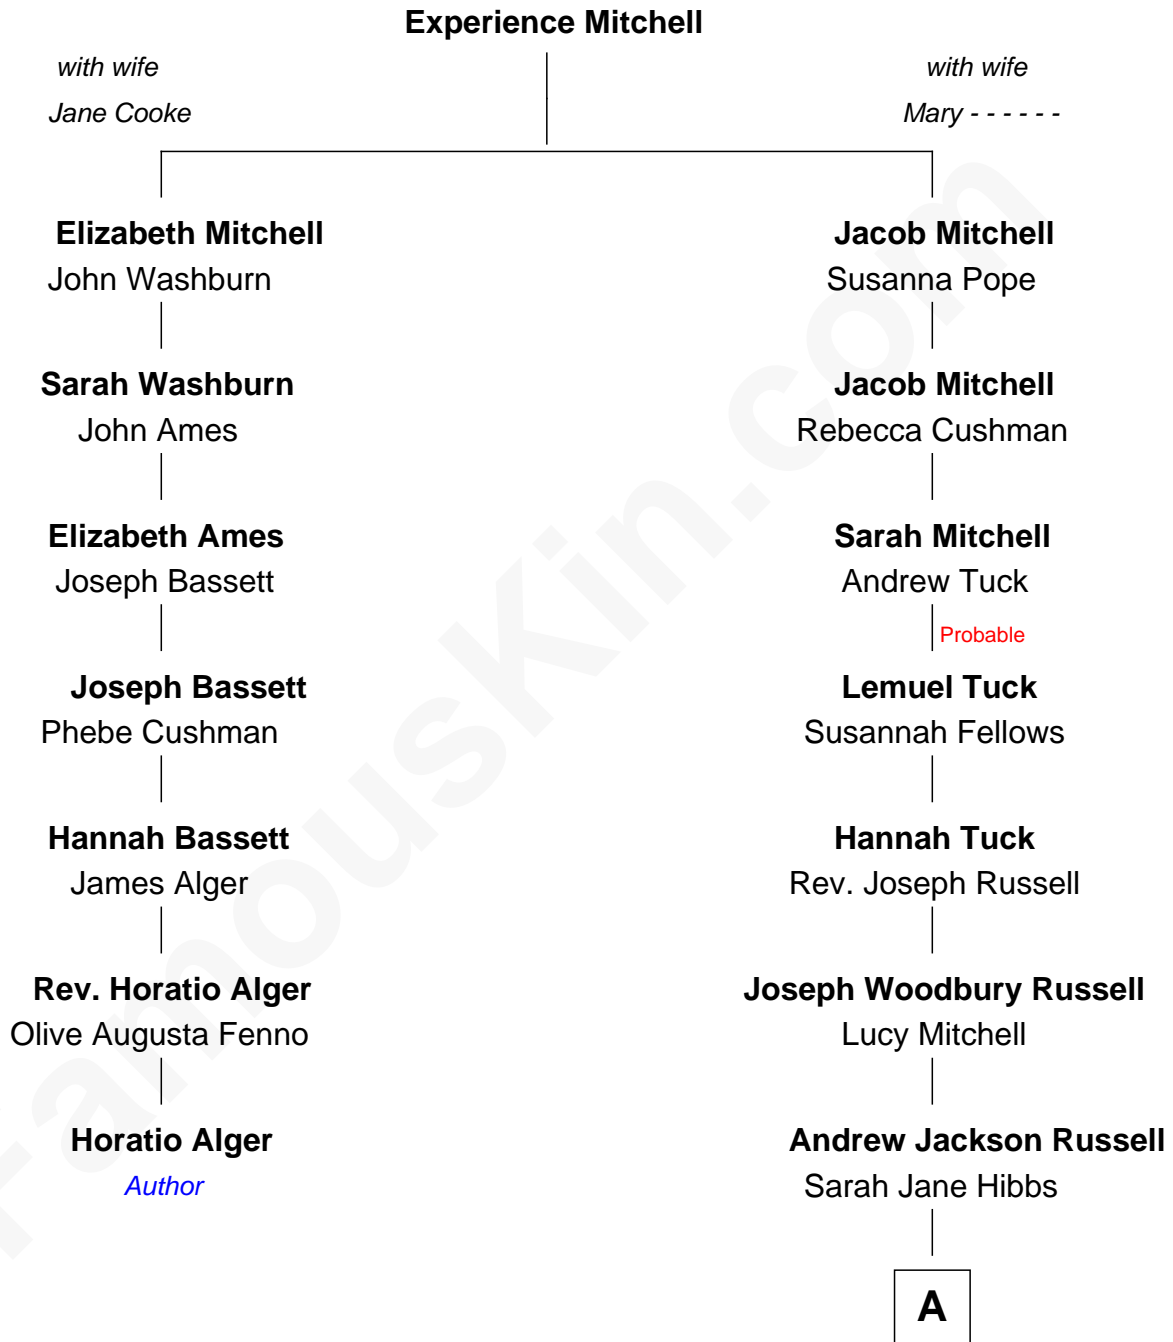 Experience Mitchell
with wife
Jane Cooke
with wife
Mary - - - - - -
Elizabeth Mitchell
John Washburn
Jacob Mitchell
Susanna Pope
Sarah Washburn
John Ames
Jacob Mitchell
Rebecca Cushman
Elizabeth Ames
Joseph Bassett
Sarah Mitchell
Andrew Tuck
Probable
Joseph Bassett
Phebe Cushman
Lemuel Tuck
Susannah Fellows
Hannah Bassett
James Alger
Hannah Tuck
Rev. Joseph Russell
Rev. Horatio Alger
Olive Augusta Fenno
Joseph Woodbury Russell
Lucy Mitchell
Horatio Alger
Author
Andrew Jackson Russell
Sarah Jane Hibbs
A
FamousKin.com